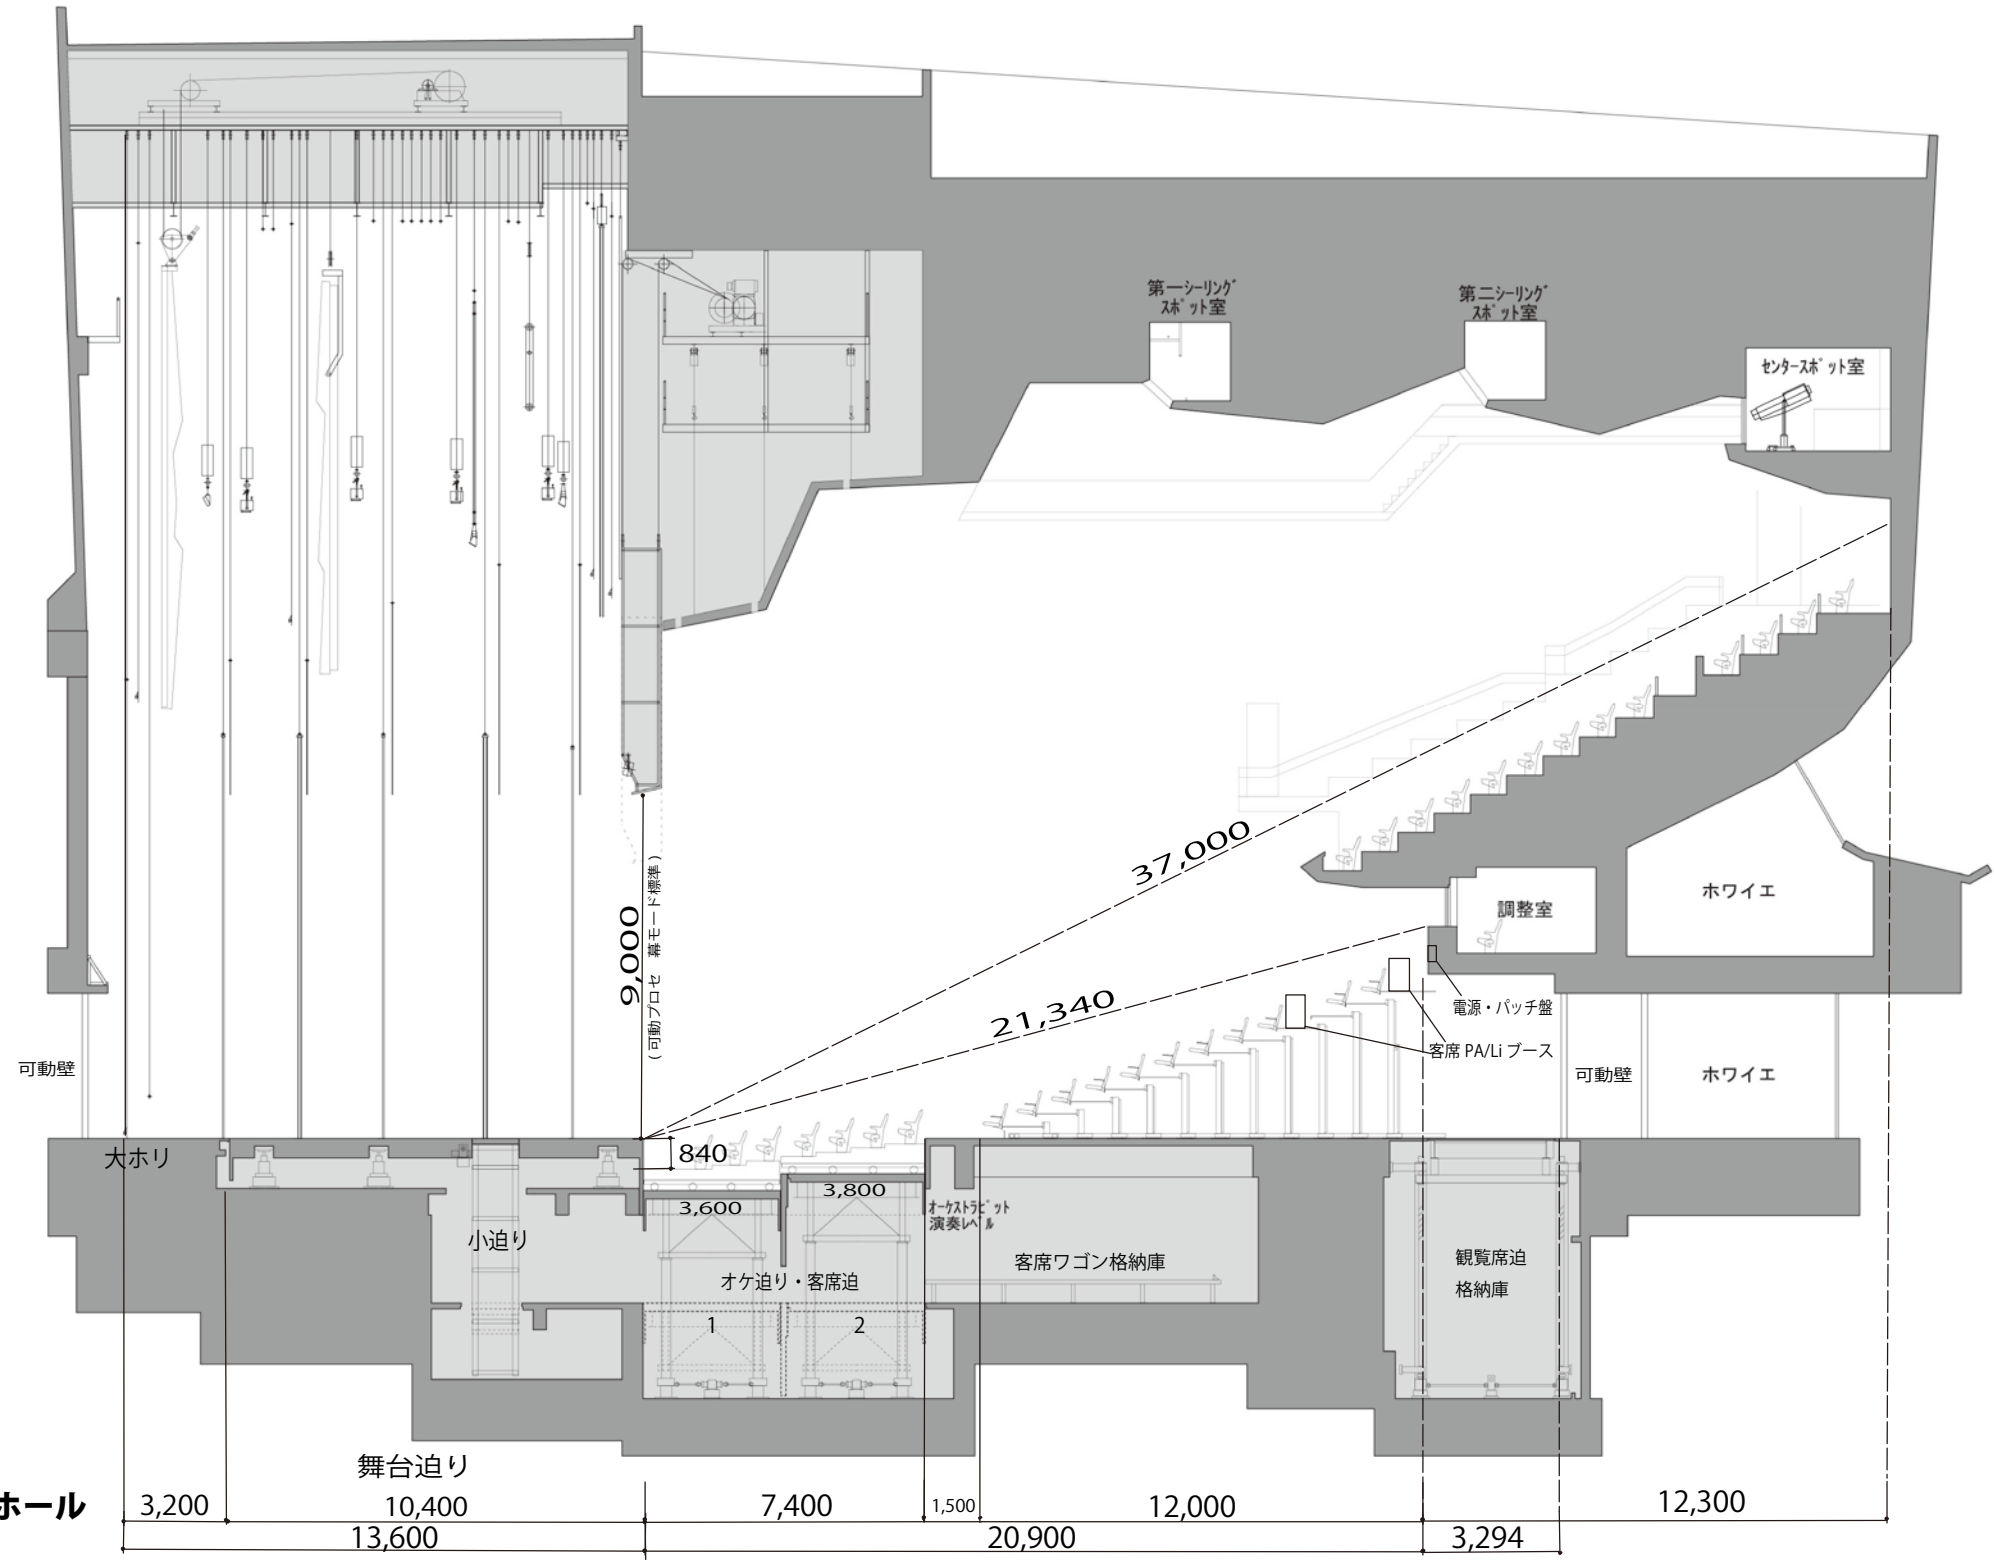 第一シーリング
スポット室
第二シーリング
スポット室
センタースポット室
37,000
調整室
ホワイエ
9,000
(可動プロセ 幕モード標準)
21,340
電源・パッチ盤
客席 PA/Li ブース
可動壁
可動壁
ホワイエ
大ホリ
840
3,600
3,800
オーケストラピット
演奏レベル
小迫り
オケ迫り・客席迫
客席ワゴン格納庫
観覧席迫
格納庫
1
2
舞台迫り
ホール
3,200
10,400
7,400
1,500
12,000
12,300
13,600
20,900
3,294